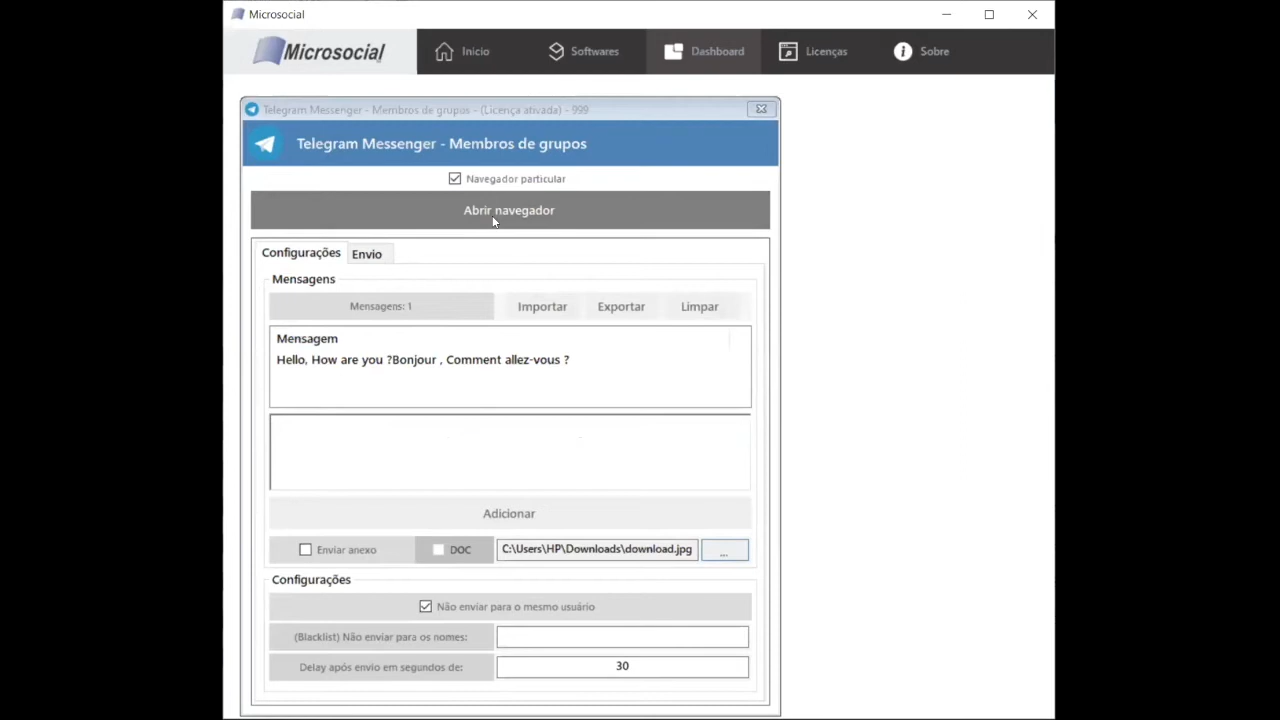 Microsocial
Microsocial
Inicio
Softwares
Dashboard
Licenças
Sobre
Telegram Messenger - Membros de grupos - (Licença ativada) - 999
Telegram Messenger - Membros de grupos
Navegador particular
Abrir navegador
Configurações
Envio
Mensagens
Mensagens: 1
Importar
Exportar
Limpar
Mensagem
Hello, How are you ?Bonjour , Comment allez-vous ?
Adicionar
Enviar anexo
DOC
C:\Users\HP\Downloads\download.jpg
...
Configurações
Não enviar para o mesmo usuário
(Blacklist) Não enviar para os nomes:
Delay após envio em segundos de:
30